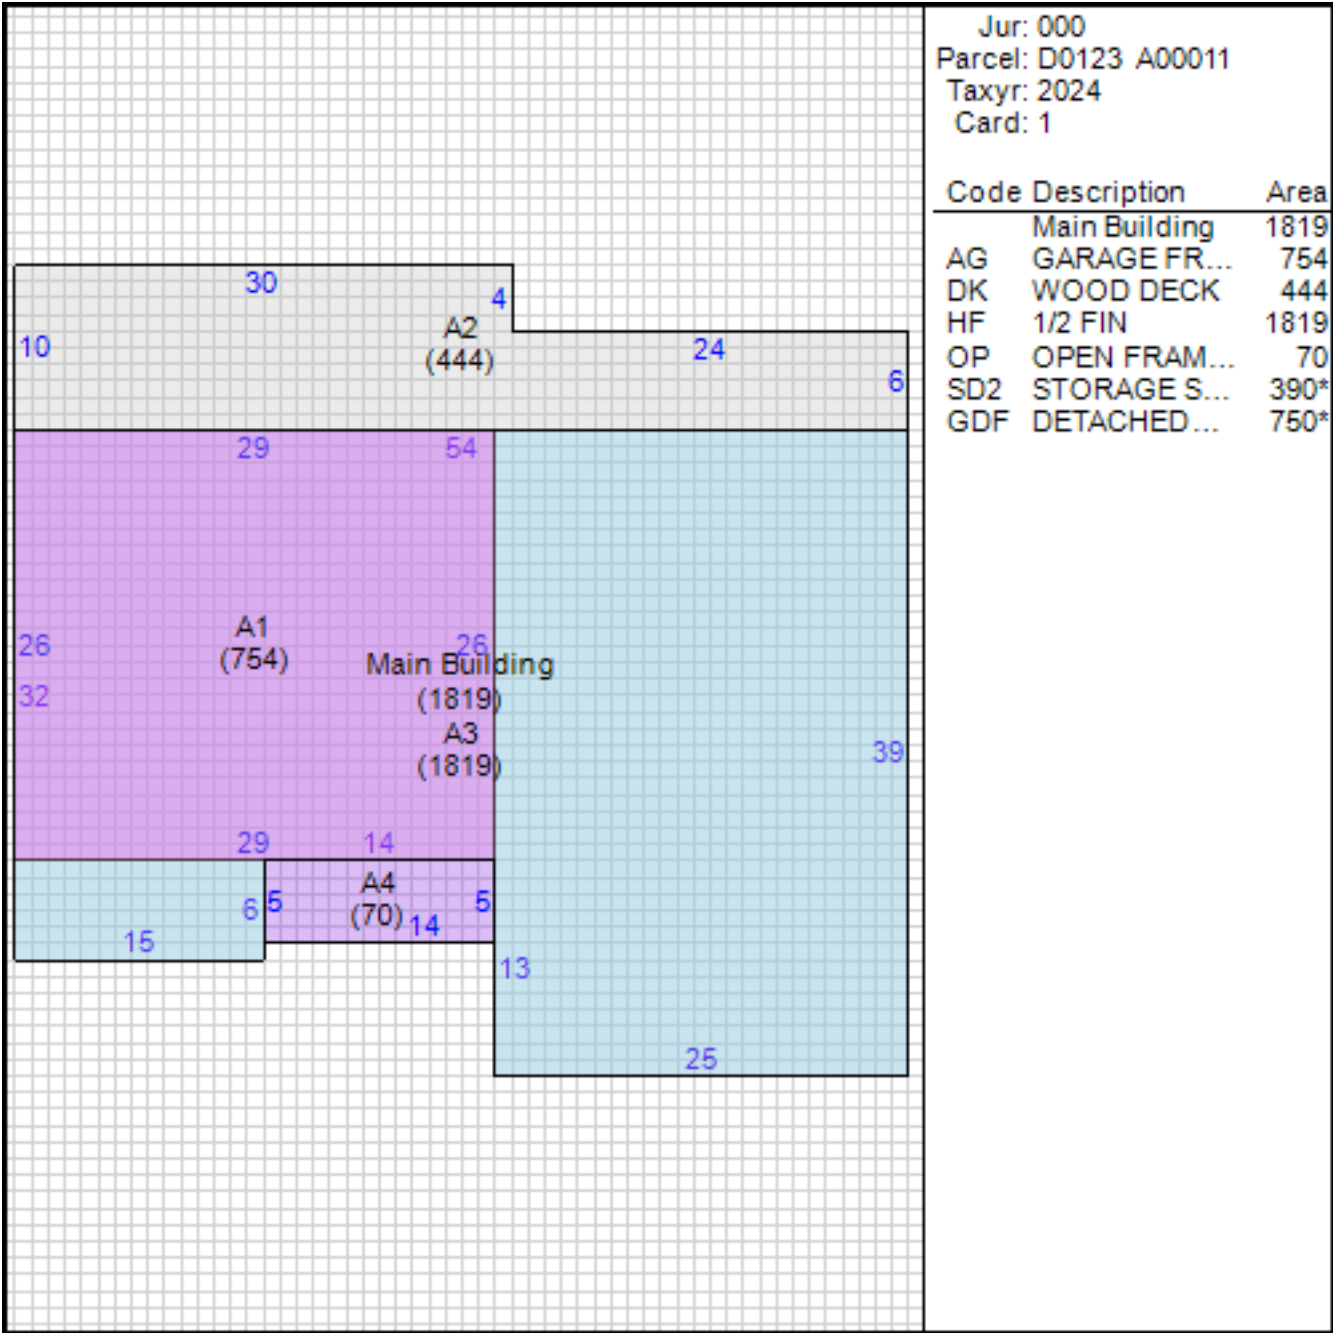 Jur: 000
Parcel: D0123 A00011
Taxyr: 2024
Card: 1
Code Description Area
Main Building 1819
AG GARAGE FR... 754
DK WOOD DECK 444
HF 1/2 FIN 1819
OP OPEN FRAM... 70
SD2 STORAGE S... 390*
GDF DETACHED... 750*
30
4
A2
(444)
10
24
6
29
54
A1
(754)
26
26
Main Building
(1819)
32
A3
(1819)
39
29
14
A4
(70)
6
5
5
14
15
13
25